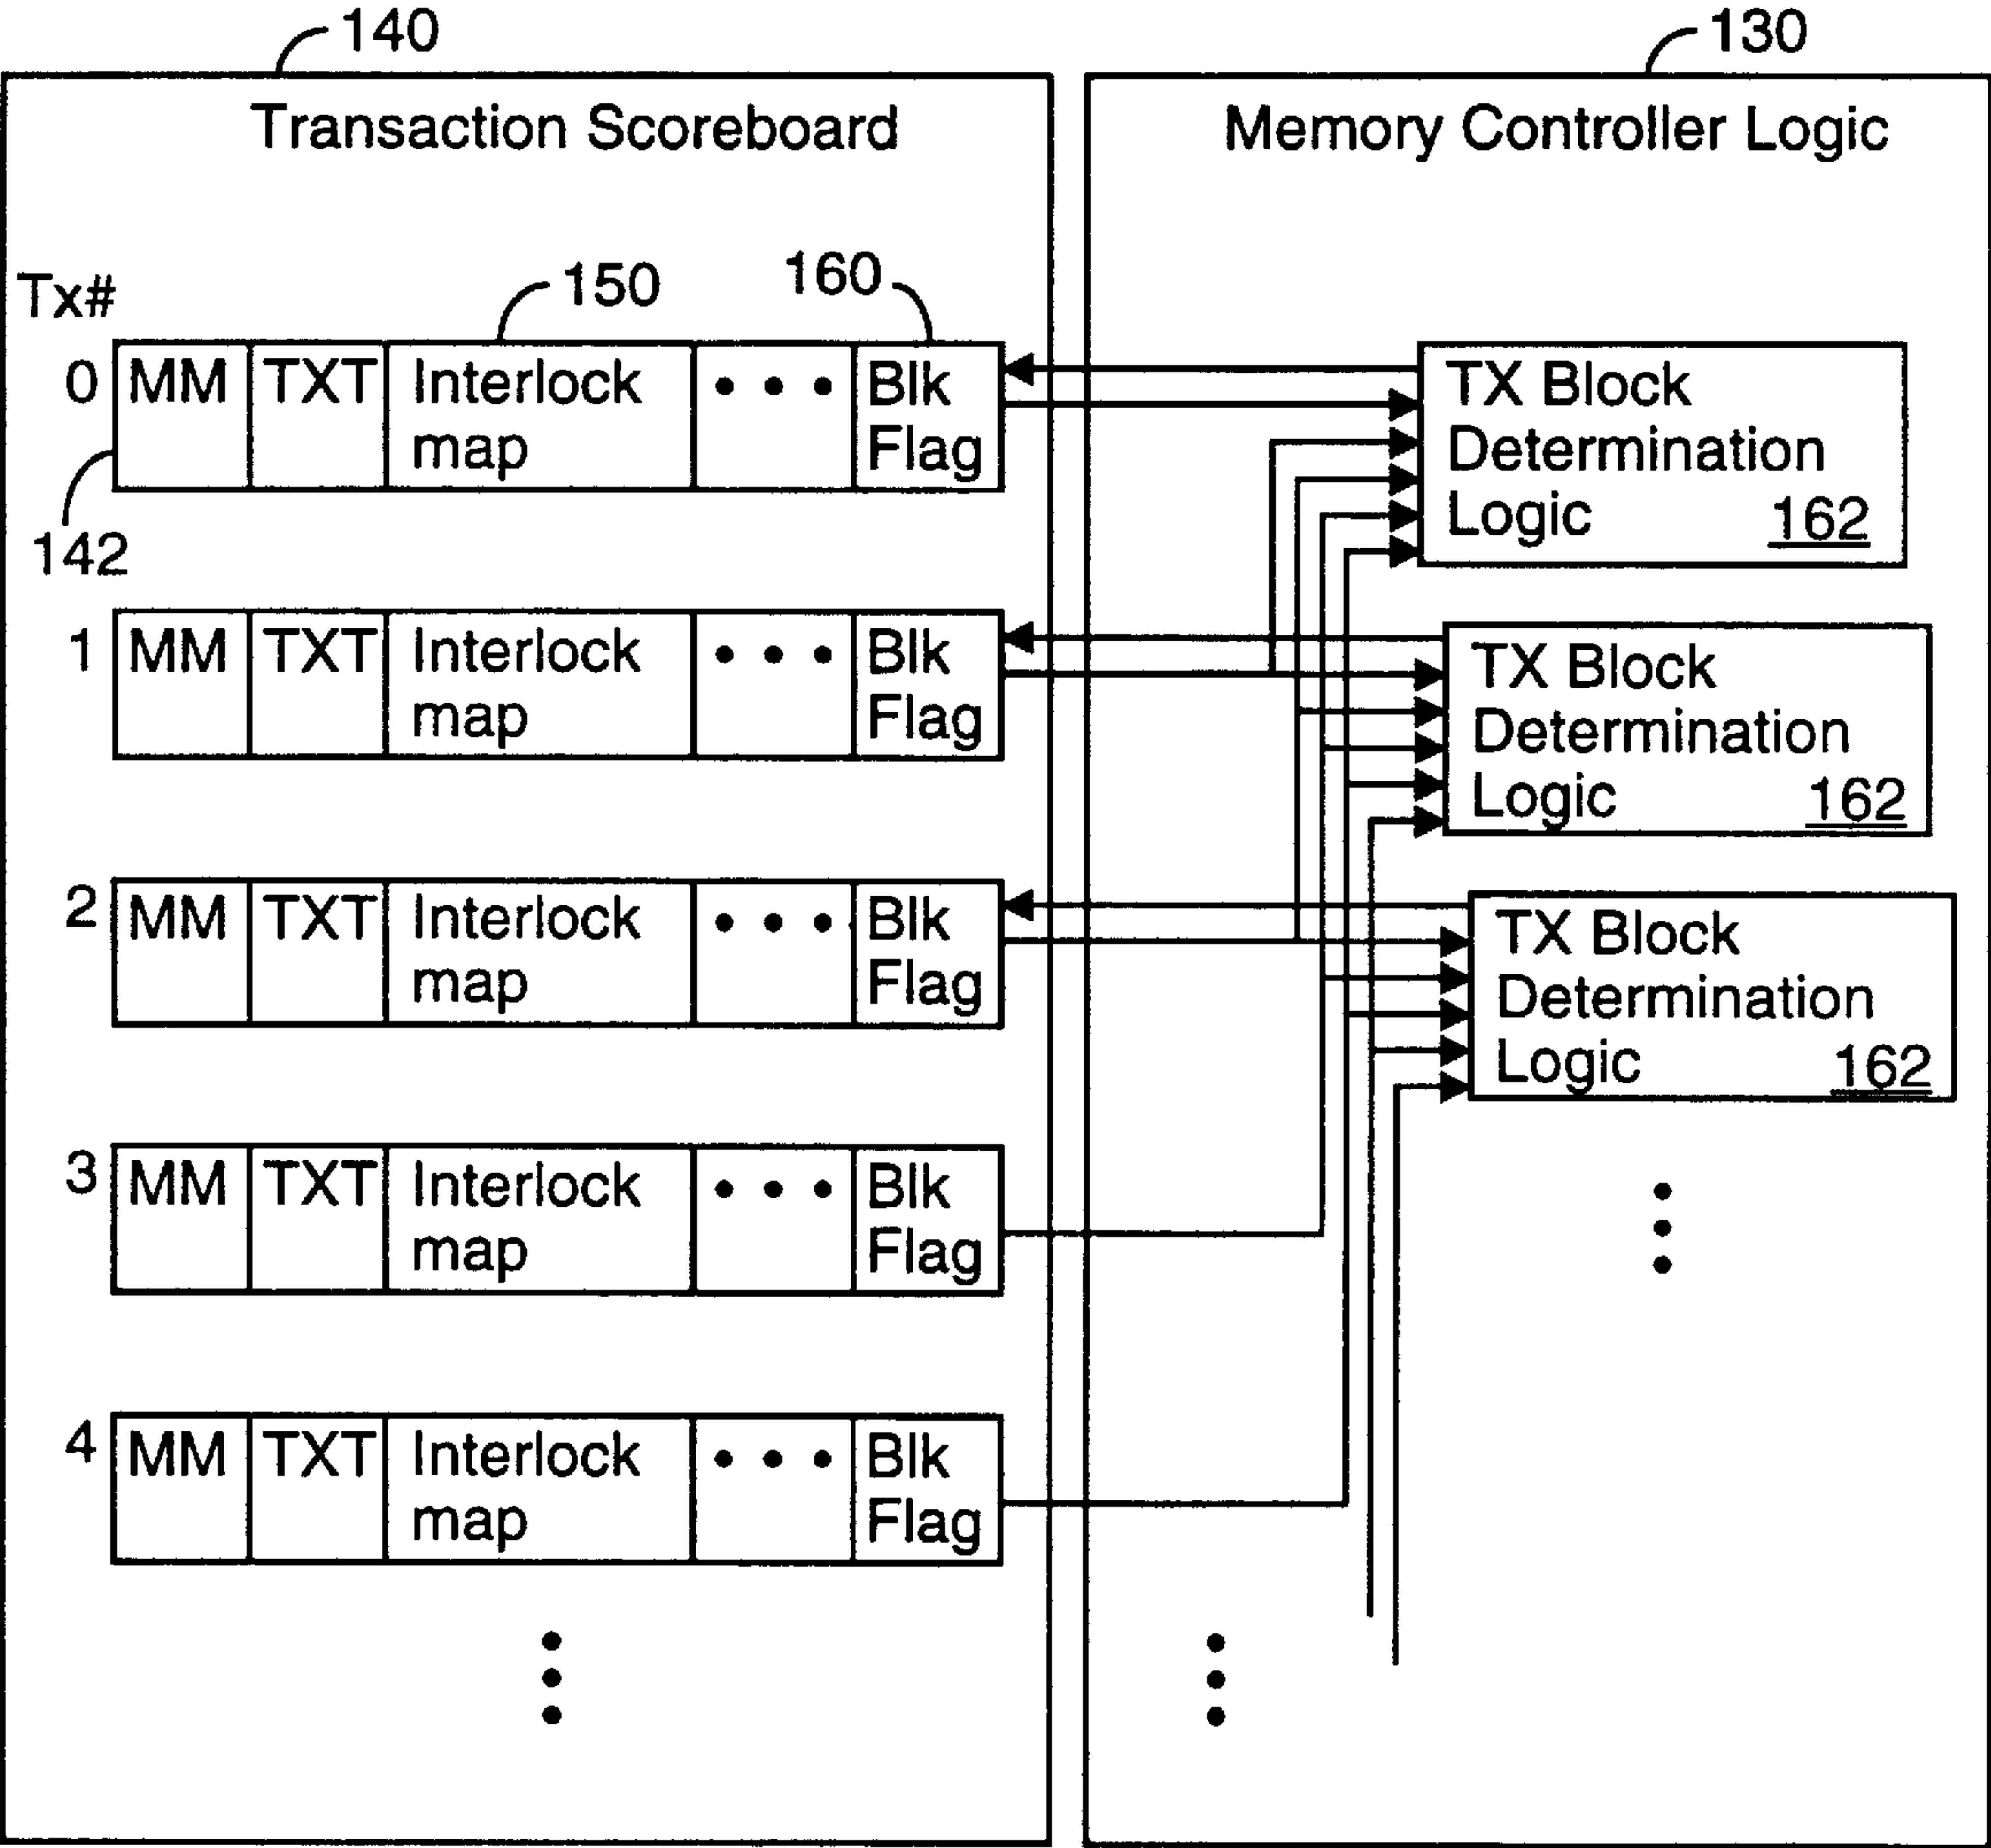 140
130
Transaction Scoreboard
Memory Controller Logic
Tx#
150
160
0 MM TXT Interlock map • • • Blk Flag
142
TX Block
Determination
Logic 162
1 MM TXT Interlock map • • • Blk Flag
TX Block
Determination
Logic 162
2 MM TXT Interlock map • • • Blk Flag
TX Block
Determination
Logic 162
3 MM TXT Interlock map • • • Blk Flag
4 MM TXT Interlock map • • • Blk Flag